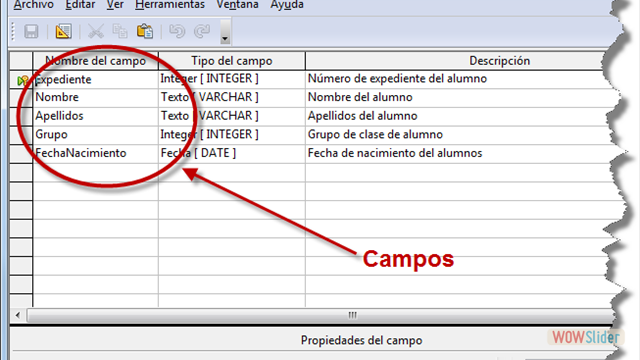 Archivo Editar Ver Herramientas Ventana Ayuda
Nombre del campo Tipo del campo Descripción
Expediente Integer [ INTEGER ] Número de expediente del alumno
Nombre Texto [ VARCHAR ] Nombre del alumno
Apellidos Texto [ VARCHAR ] Apellidos del alumno
Grupo Integer [ INTEGER ] Grupo de clase de alumno
FechaNacimiento Fecha [ DATE ] Fecha de nacimiento del alumnos
Campos
Propiedades del campo
WOWSlider